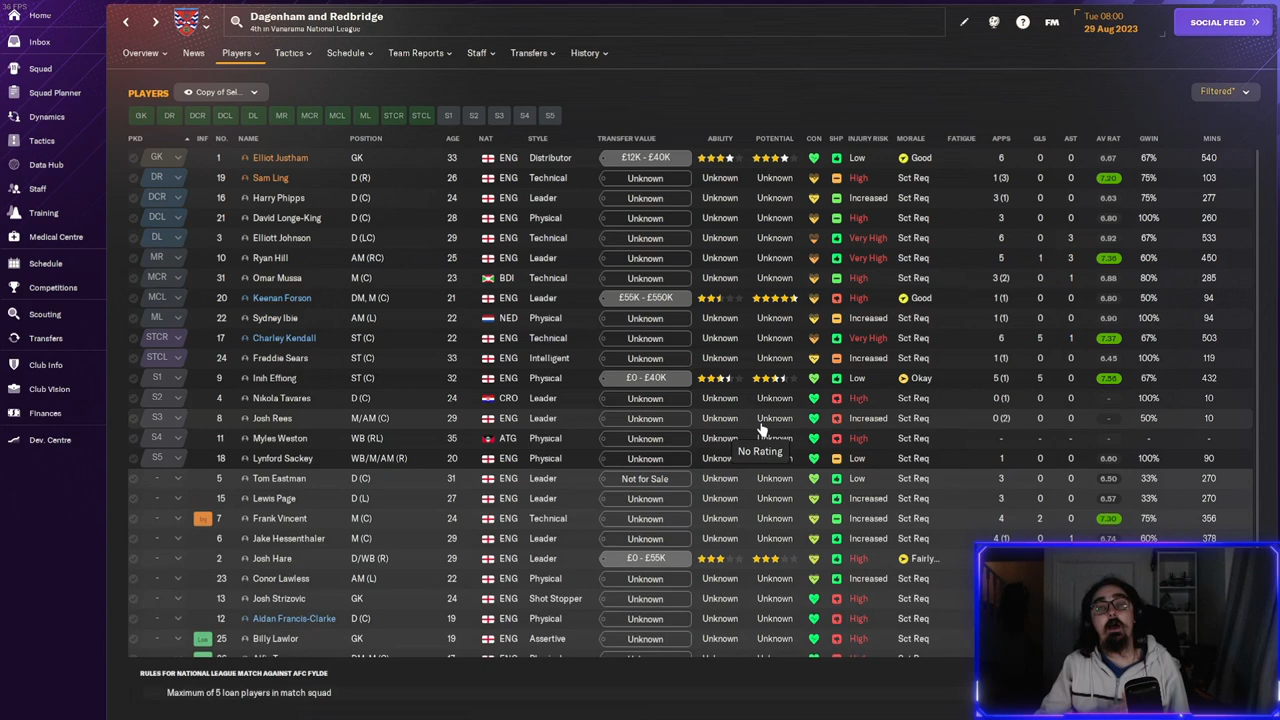 36 FPS
Home
Inbox
Squad
Squad Planner
Dynamics
Tactics
Data Hub
Staff
Training
Medical Centre
Schedule
Competitions
Scouting
Transfers
Club Info
Club Vision
Finances
Dev. Centre
Dagenham and Redbridge
4th in Vanarama National League
FM
Tue 08:00
29 Aug 2023
SOCIAL FEED
Overview News Players Tactics Schedule Team Reports Staff Transfers History
PLAYERS Copy of Sel... Filtered*
GK DR DCR DCL DL MR MCR MCL ML STCR STCL S1 S2 S3 S4 S5
PKD INF NO. NAME POSITION AGE NAT STYLE TRANSFER VALUE ABILITY POTENTIAL CON SHP INJURY RISK MORALE FATIGUE APPS GLS AST AV RAT GWIN MINS
GK 1 Elliot Justham GK 33 ENG Distributor £12K - £40K Low Good 6 0 0 6.67 67% 540
DR 19 Sam Ling D (R) 26 ENG Technical Unknown Unknown Unknown High Sct Req 1 (3) 0 0 7.20 75% 103
DCR 16 Harry Phipps D (C) 24 ENG Leader Unknown Unknown Unknown Increased Sct Req 3 (1) 0 0 6.63 75% 277
DCL 21 David Longe-King D (C) 28 ENG Physical Unknown Unknown Unknown High Sct Req 3 0 0 6.80 100% 260
DL 3 Elliott Johnson D (LC) 29 ENG Technical Unknown Unknown Unknown Very High Sct Req 6 0 3 6.92 67% 533
MR 10 Ryan Hill AM (RC) 25 ENG Leader Unknown Unknown Unknown Very High Sct Req 5 1 3 7.36 60% 450
MCR 31 Omar Mussa M (C) 23 BDI Technical Unknown Unknown Unknown High Sct Req 3 (2) 0 1 6.88 80% 285
MCL 20 Keenan Forson DM, M (C) 21 ENG Leader £55K - £550K High Good 1 (1) 0 0 6.80 50% 94
ML 22 Sydney Ibie AM (L) 22 NED Physical Unknown Unknown Unknown Increased Sct Req 1 (1) 0 0 6.90 100% 94
STCR 17 Charley Kendall ST (C) 22 ENG Technical Unknown Unknown Unknown Very High Sct Req 6 5 1 7.37 67% 503
STCL 24 Freddie Sears ST (C) 33 ENG Intelligent Unknown Unknown Unknown Increased Sct Req 1 (1) 0 0 6.45 100% 119
S1 9 Inih Effiong ST (C) 32 ENG Physical £0 - £40K Low Okay 5 (1) 5 0 7.56 67% 432
S2 4 Nikola Tavares D (C) 24 CRO Leader Unknown Unknown Unknown High Sct Req 0 (1) 0 0 - 100% 10
S3 8 Josh Rees M/AM (C) 29 ENG Leader Unknown Unknown Unknown Increased Sct Req 0 (2) 0 0 - 50% 10
S4 11 Myles Weston WB (RL) 35 ATG Physical Unknown Unknown Unknown High Sct Req - - - - - -
No Rating
S5 18 Lynford Sackey WB/M/AM (R) 20 ENG Physical Unknown Unknown Unknown Low Sct Req 1 0 0 6.60 100% 90
- 5 Tom Eastman D (C) 31 ENG Leader Not for Sale Unknown Unknown Low Sct Req 3 0 0 6.50 33% 270
- 15 Lewis Page D (L) 27 ENG Leader Unknown Unknown Unknown Increased Sct Req 3 0 0 6.57 33% 270
- Inj 7 Frank Vincent M (C) 24 ENG Technical Unknown Unknown Unknown Increased Sct Req 4 2 0 7.30 75% 356
- 6 Jake Hessenthaler M (C) 29 ENG Leader Unknown Unknown Unknown Increased Sct Req 4 (1) 0 0 6.74 60% 378
- 2 Josh Hare D/WB (R) 29 ENG Leader £0 - £55K High Fairly...
- 23 Conor Lawless AM (L) 22 ENG Physical Unknown Unknown Unknown Increased Sct Req
- 13 Josh Strizovic GK 24 ENG Shot Stopper Unknown Unknown Unknown High Sct Req
- 12 Aidan Francis-Clarke D (C) 19 ENG Physical Unknown Unknown Unknown High Sct Req
- Loa 25 Billy Lawlor GK 19 ENG Assertive Unknown Unknown Unknown High Sct Req
RULES FOR NATIONAL LEAGUE MATCH AGAINST AFC FYLDE
Maximum of 5 loan players in match squad